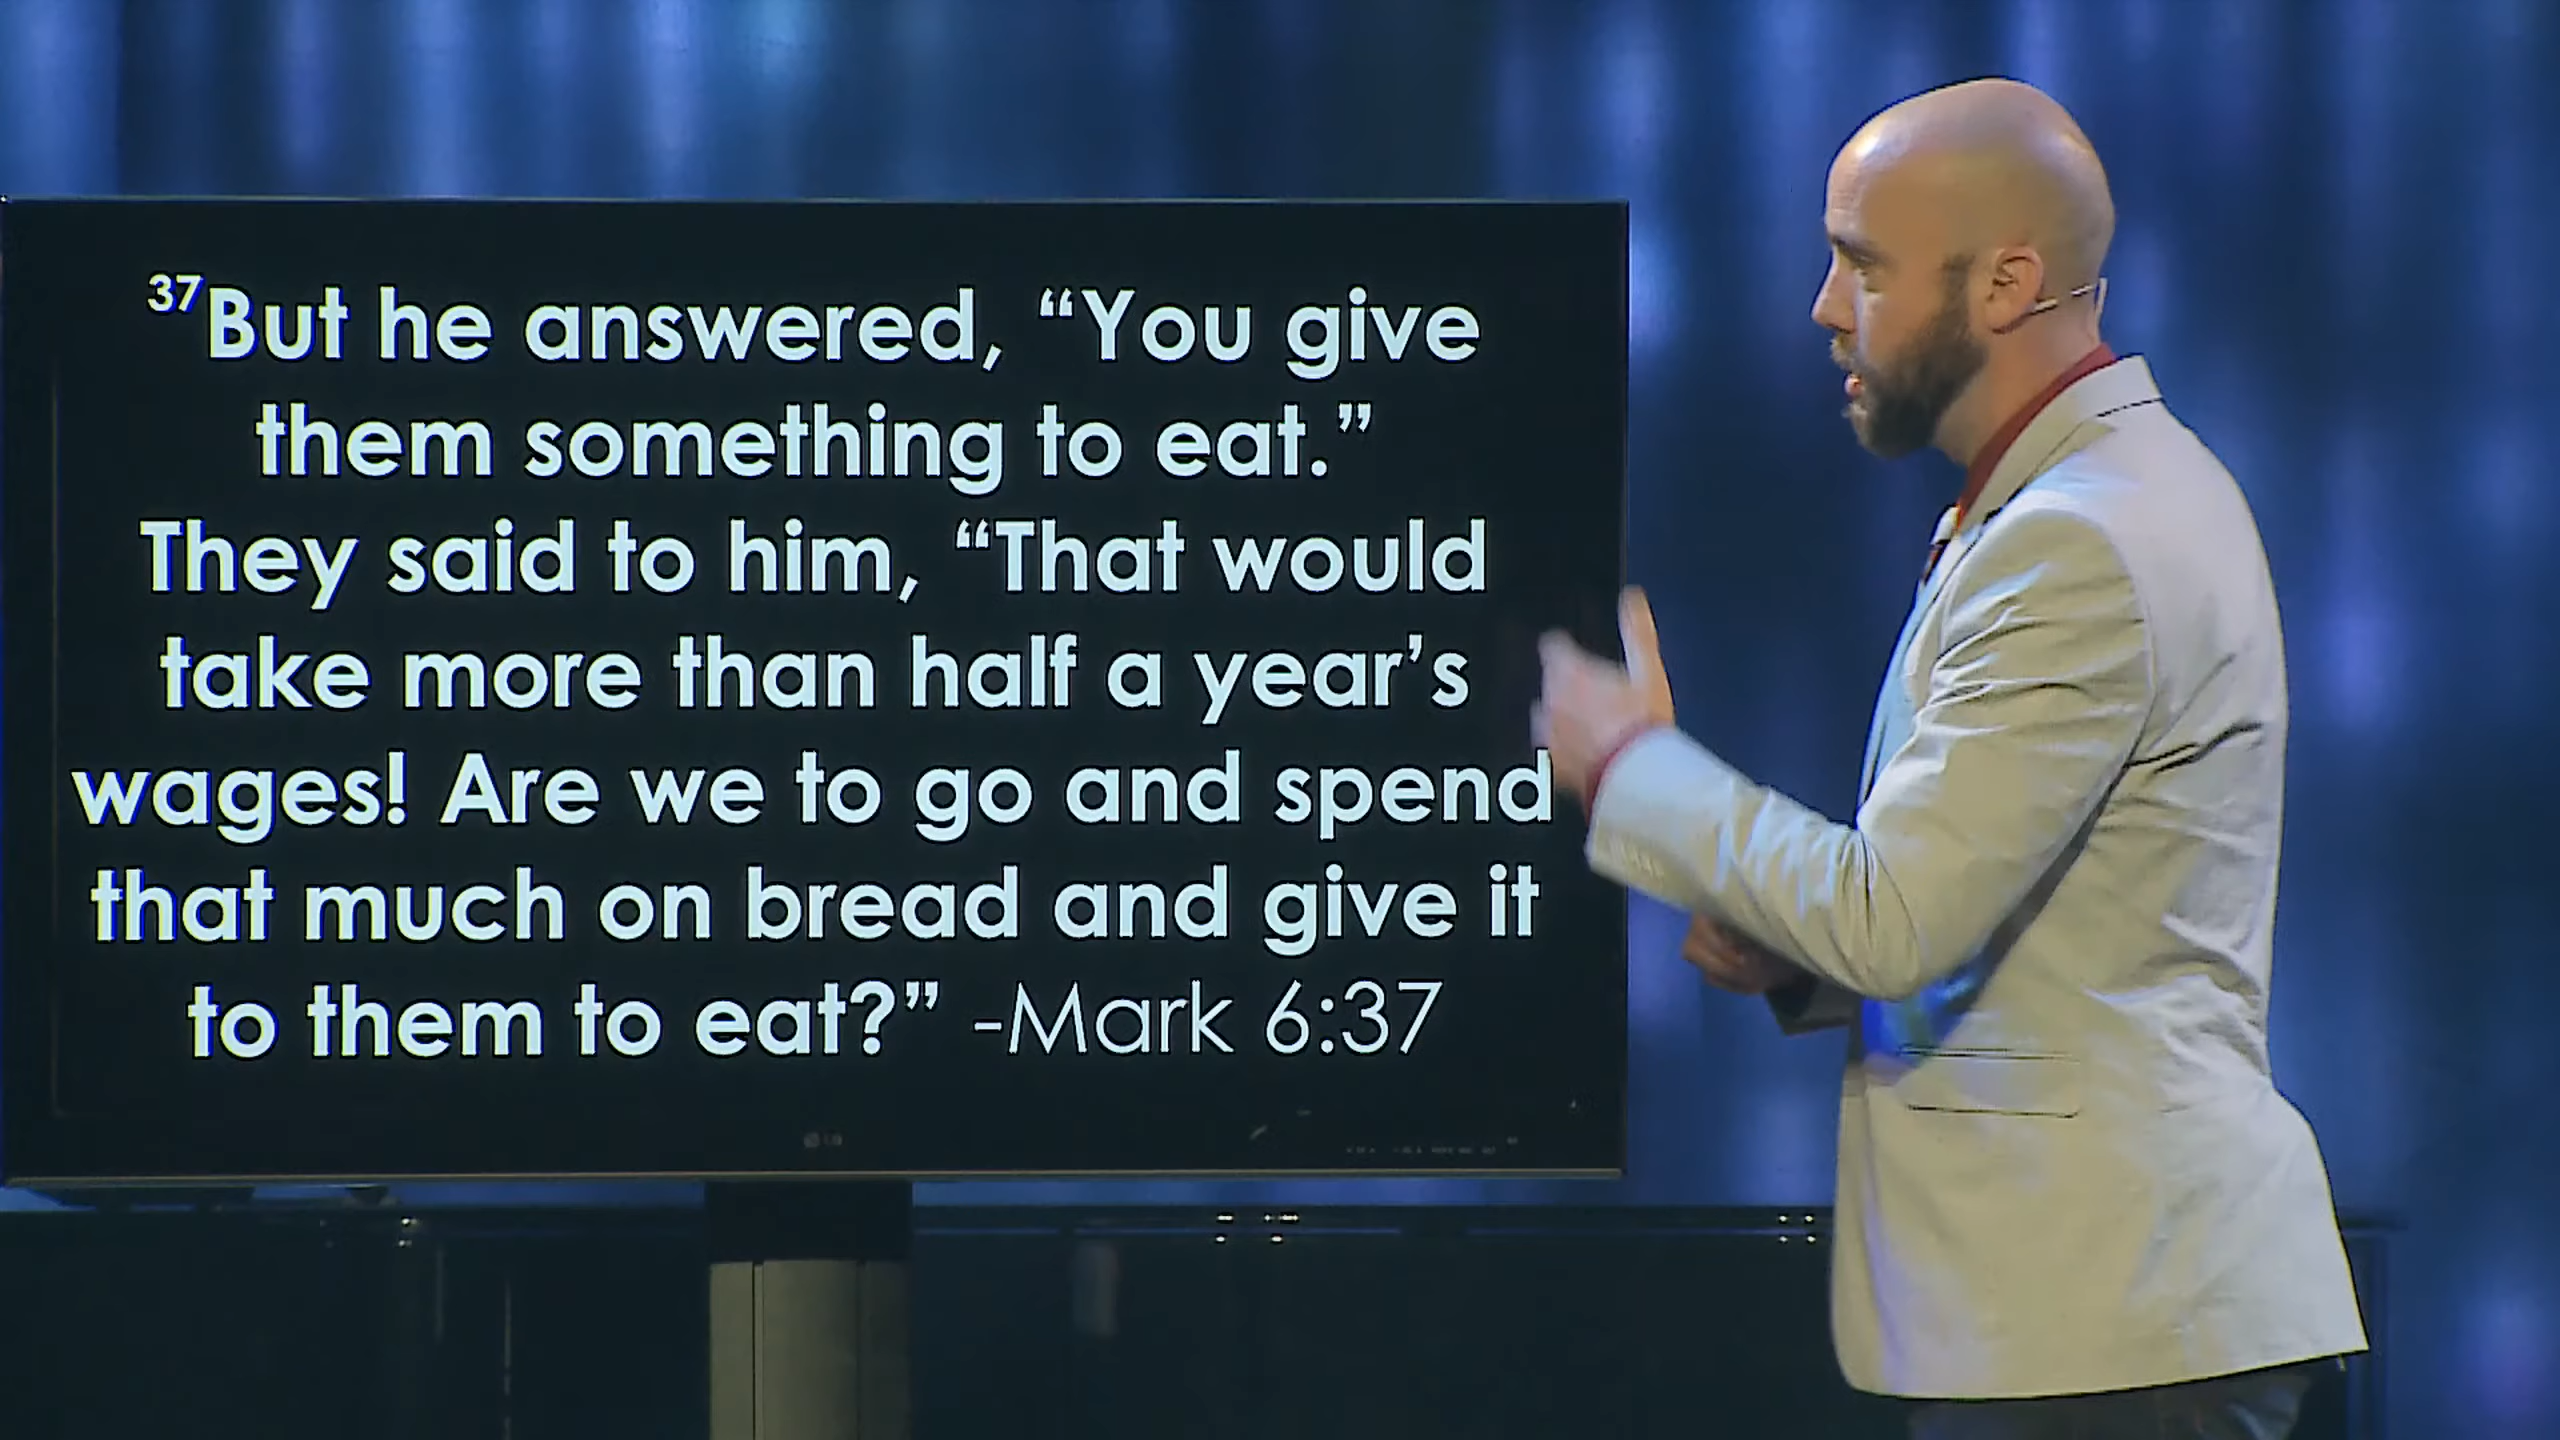 ³⁷But he answered, “You give
them something to eat.”
They said to him, “That would
take more than half a year’s
wages! Are we to go and spend
that much on bread and give it
to them to eat?” -Mark 6:37
LG